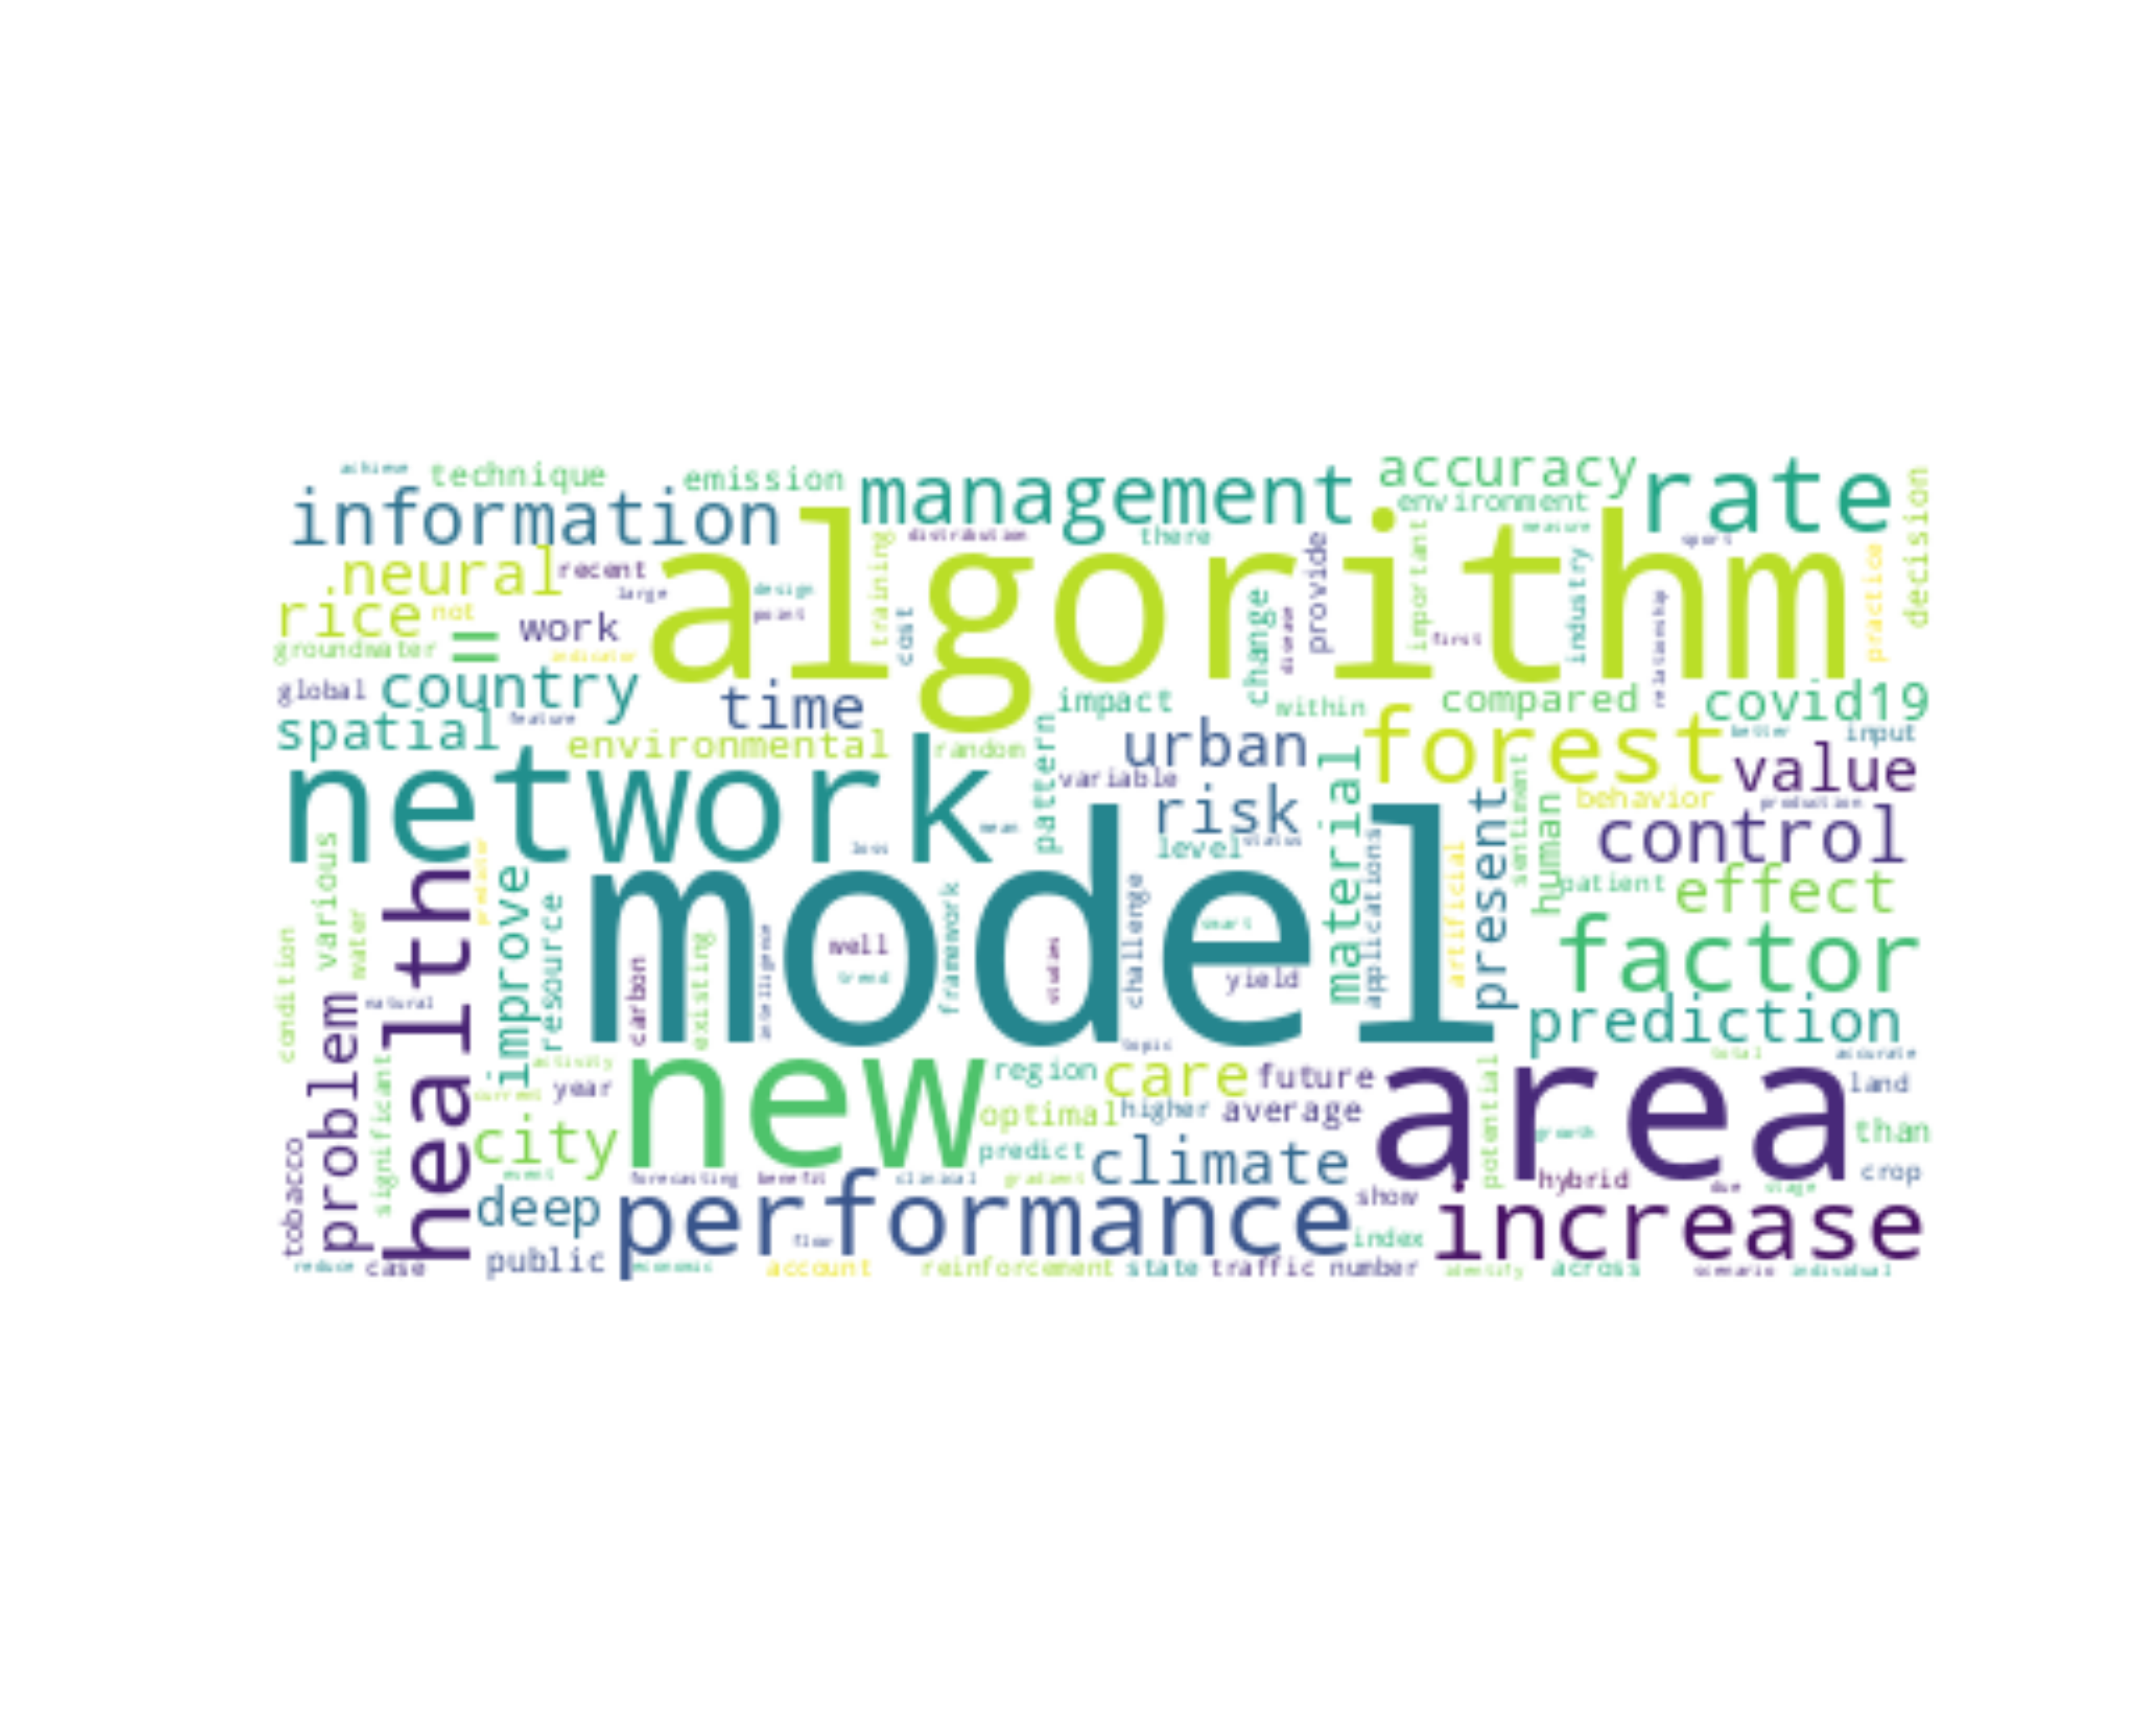 achieve technique emission management accuracy rate
information environment decision
distribution there measure sport
.neural recent algorithm training important provide industry practice
large design
rice not = work point cost change disease first relationship
groundwater indicator
global country time impact within compared covid19
spatial feature environmental random pattern urban forest better input
network variable material value
risk behavior production
mean loss level status present sentiment human control
various predictor model applications artificial patient effect
health improve resource well framework challenge smart factor
condition water carbon existing intelligence trend studies yield
problem natural prediction
topic total accurate
activity new region care future area land
current year optimal higher average potential
city predict climate growth than
significant event forecasting benefit clinical gradient hybrid due stage crop
tobacco deep performance show increase
public floor index
reduce case economic account reinforcement state traffic number identify across scenario individual